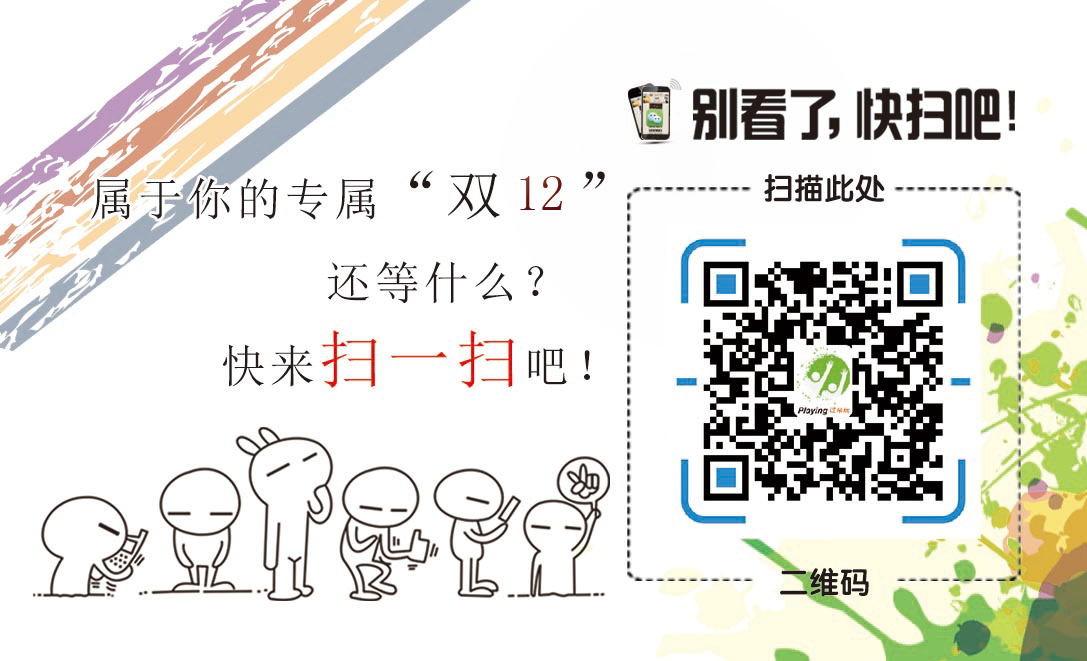 属于你的专属“双12”
还等什么？
快来扫一扫吧！
别看了，快扫吧！
扫描此处
Playing
二维码